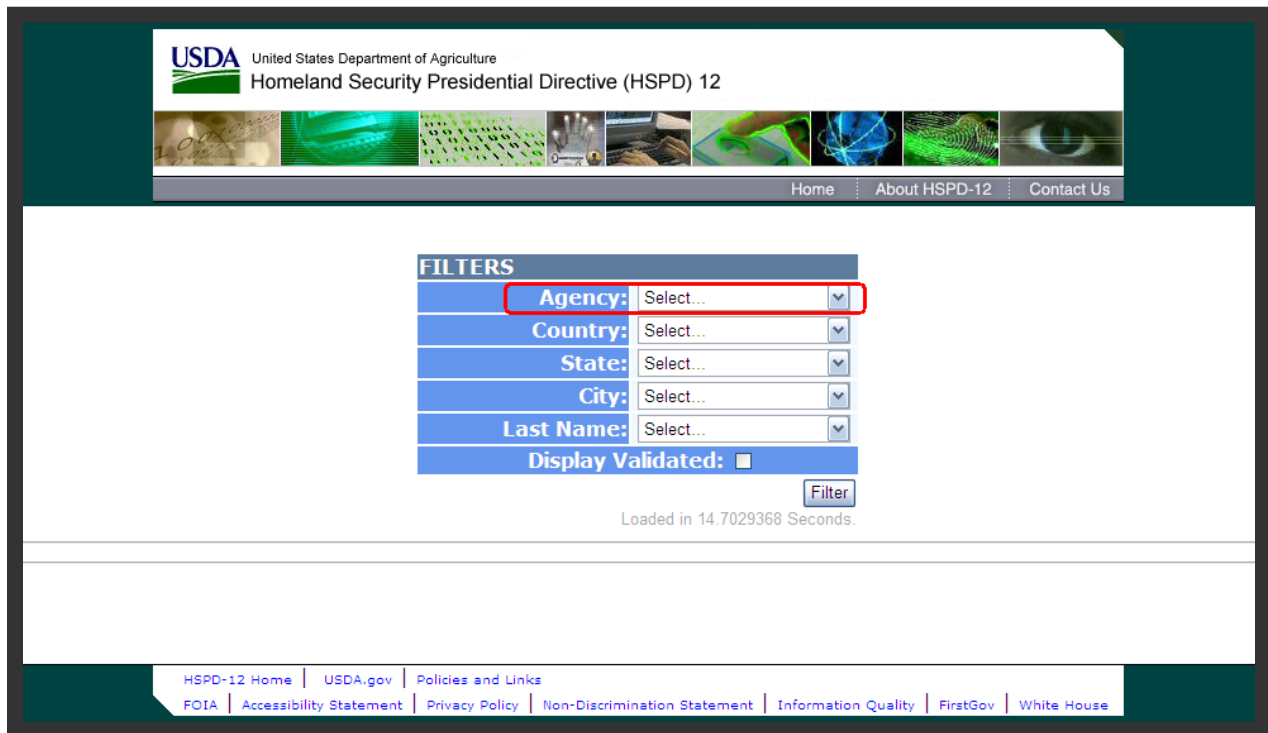 USDA United States Department of Agriculture
Homeland Security Presidential Directive (HSPD) 12
Home About HSPD-12 Contact Us
FILTERS
Agency: Select...
Country: Select...
State: Select...
City: Select...
Last Name: Select...
Display Validated:
Filter
Loaded in 14.7029368 Seconds.
HSPD-12 Home | USDA.gov | Policies and Links
FOIA | Accessibility Statement | Privacy Policy | Non-Discrimination Statement | Information Quality | FirstGov | White House